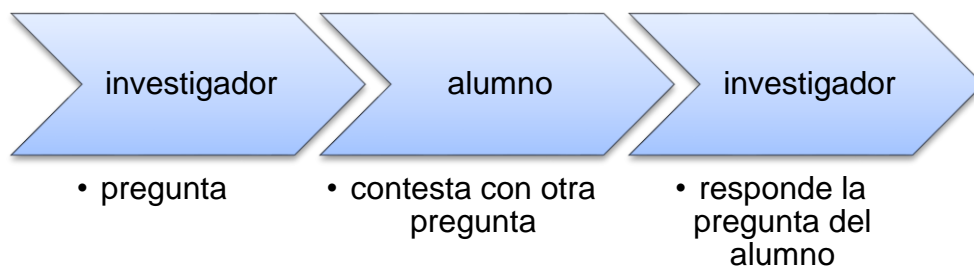 investigador
alumno
investigador
• pregunta
• contesta con otra
pregunta
• responde la
pregunta del
alumno